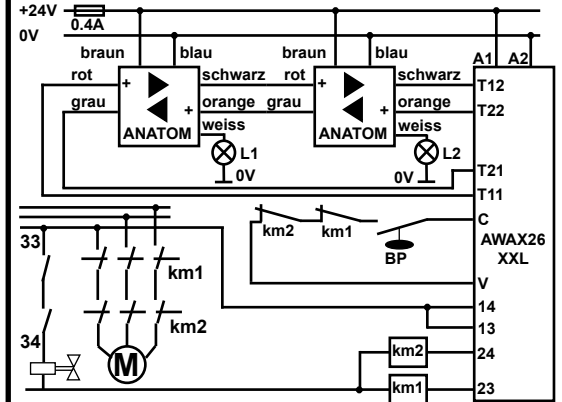 +24V
0.4A
0V
A1 A2
braun blau braun blau
rot schwarz rot schwarz T12
+ +
grau orange grau orange T22
+ +
ANATOM weiss ANATOM weiss
L1 L2
0V 0V
T21
T11
C
km2 km1
BP
AWAX26
XXL
33
km1
V
km2
14
13
34
M
km2 24
km1 23